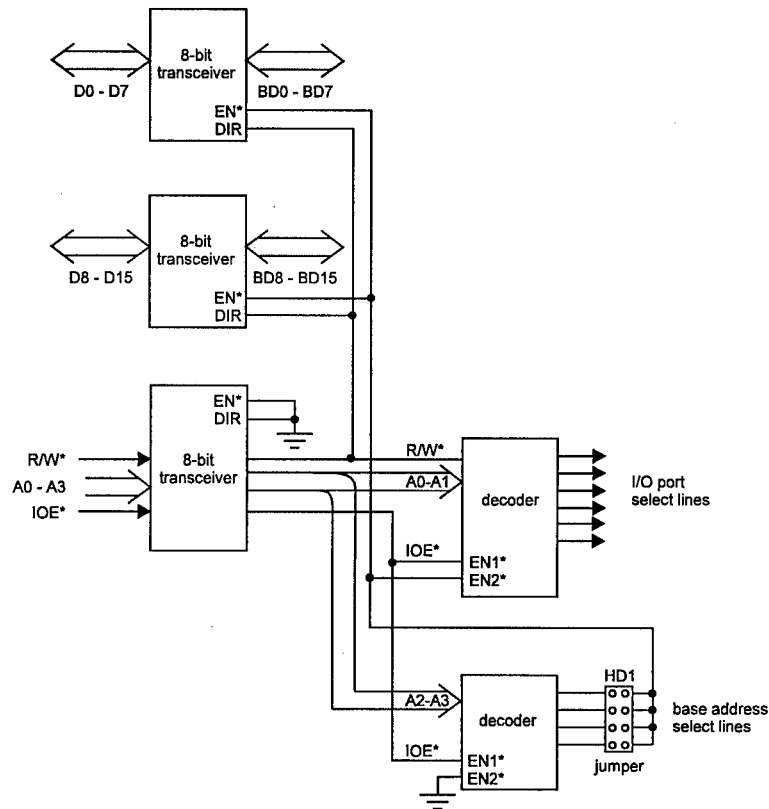 8-bit
transceiver
D0 - D7
BD0 - BD7
EN*
DIR
8-bit
transceiver
D8 - D15
BD8 - BD15
EN*
DIR
EN*
DIR
8-bit
transceiver
R/W*
A0 - A3
IOE*
R/W*
A0-A1
decoder
I/O port
select lines
IOE*
EN1*
EN2*
HD1
A2-A3
decoder
base address
select lines
IOE*
EN1*
EN2*
jumper